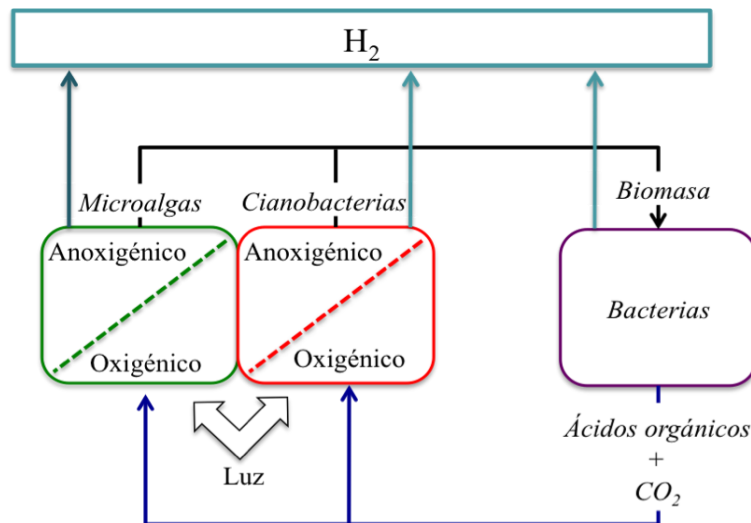 H₂
Microalgas
Cianobacterias
Biomasa
Anoxigénico
Anoxigénico
Bacterias
Oxigénico
Oxigénico
Ácidos orgánicos
+
CO₂
Luz